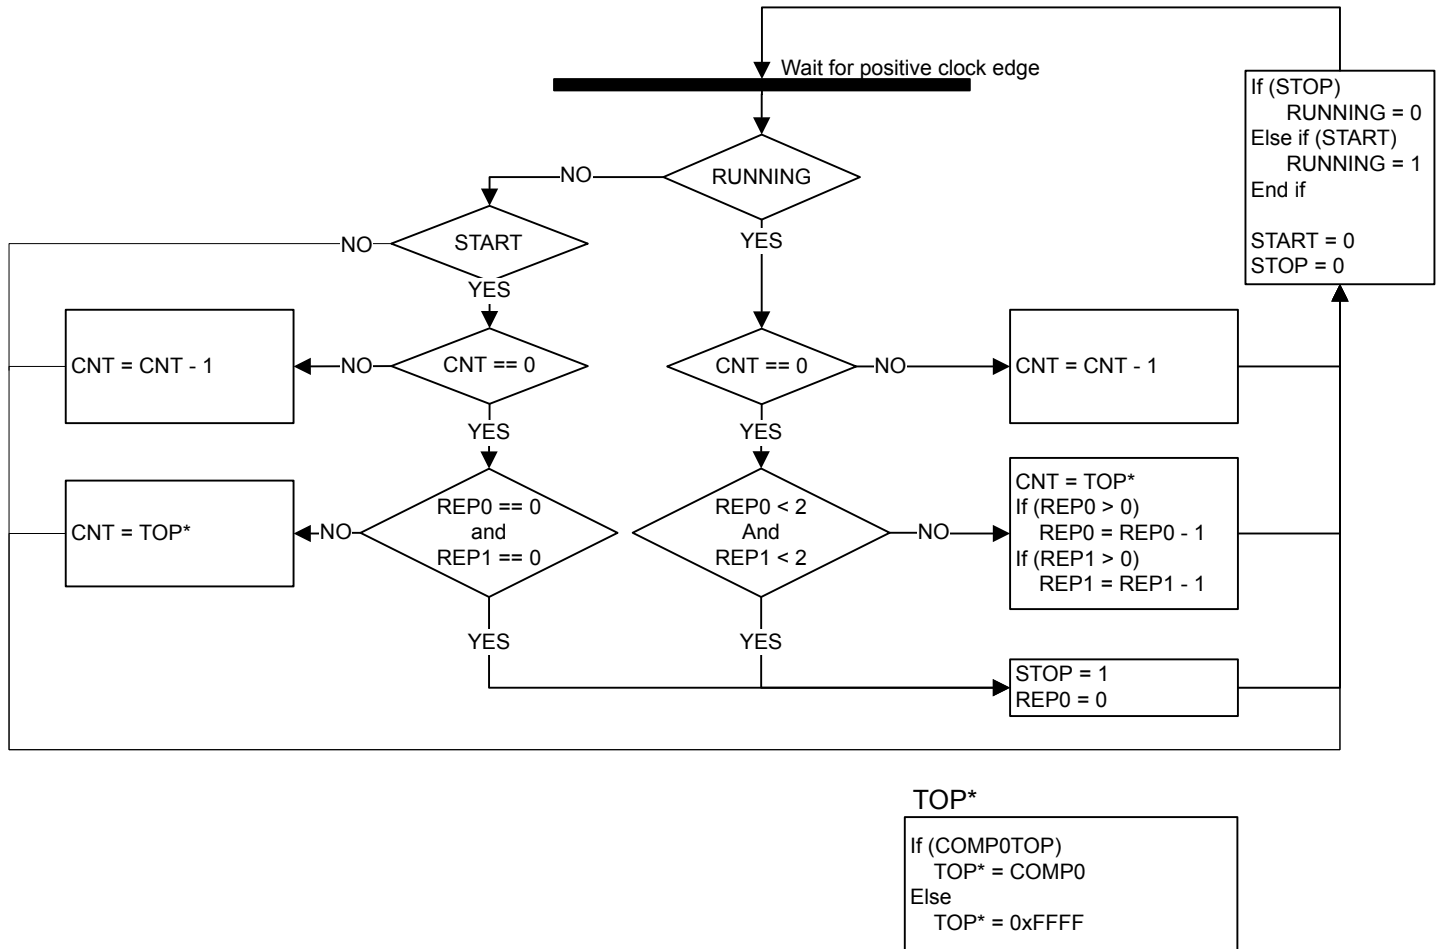 Wait for positive clock edge
If (STOP)
RUNNING = 0
Else if (START)
RUNNING = 1
End if
START = 0
STOP = 0
RUNNING
NO
YES
START
NO
YES
CNT == 0
NO
YES
CNT = CNT - 1
CNT == 0
NO
YES
CNT = CNT - 1
REP0 == 0
and
REP1 == 0
NO
YES
CNT = TOP*
REP0 < 2
And
REP1 < 2
NO
YES
CNT = TOP*
If (REP0 > 0)
REP0 = REP0 - 1
If (REP1 > 0)
REP1 = REP1 - 1
STOP = 1
REP0 = 0
TOP*
If (COMP0TOP)
TOP* = COMP0
Else
TOP* = 0xFFFF